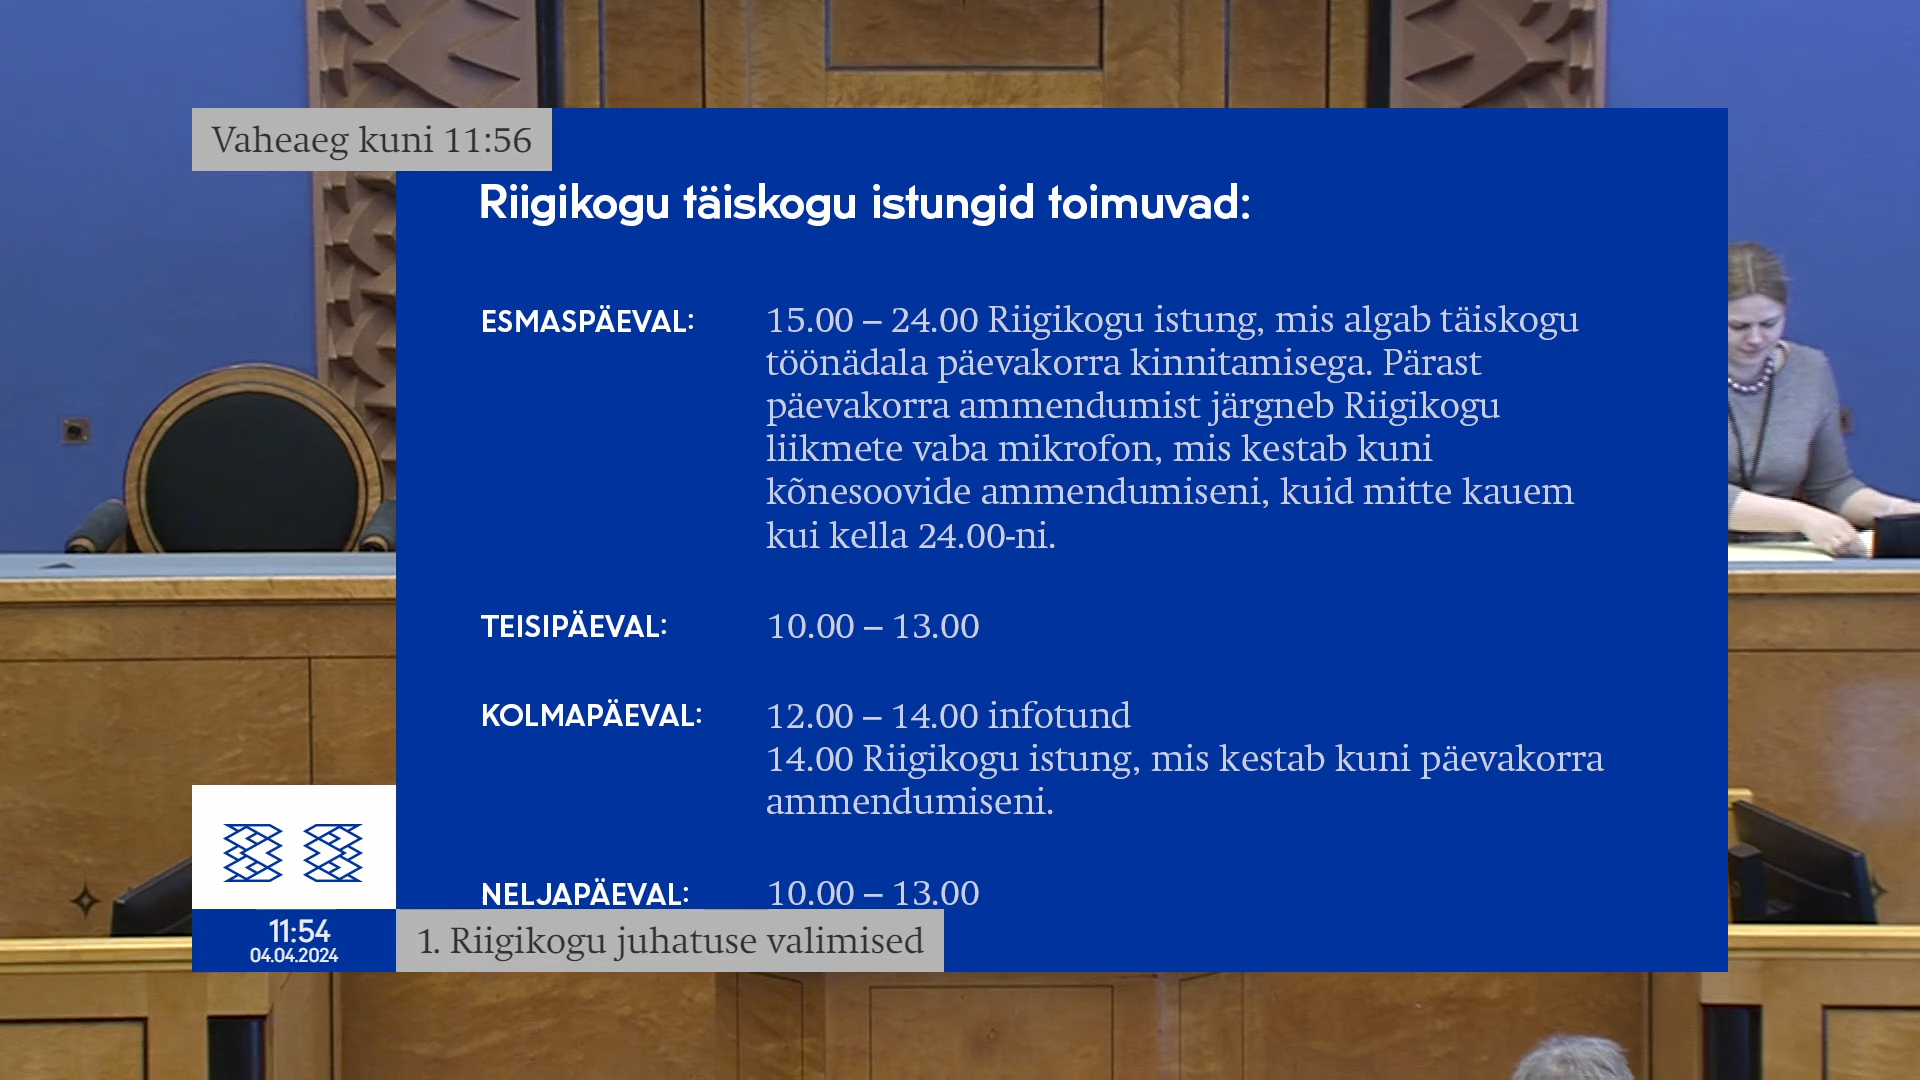 Vaheaeg kuni 11:56
Riigikogu täiskogu istungid toimuvad:
ESMASPÄEVAL:
15.00 – 24.00 Riigikogu istung, mis algab täiskogu
töönädala päevakorra kinnitamisega. Pärast
päevakorra ammendumist järgneb Riigikogu
liikmete vaba mikrofon, mis kestab kuni
kõnesoovide ammendumiseni, kuid mitte kauem
kui kella 24.00-ni.
TEISIPÄEVAL:
10.00 – 13.00
KOLMAPÄEVAL:
12.00 – 14.00 infotund
14.00 Riigikogu istung, mis kestab kuni päevakorra
ammendumiseni.
NELJAPÄEVAL:
10.00 – 13.00
11:54
04.04.2024
1. Riigikogu juhatuse valimised